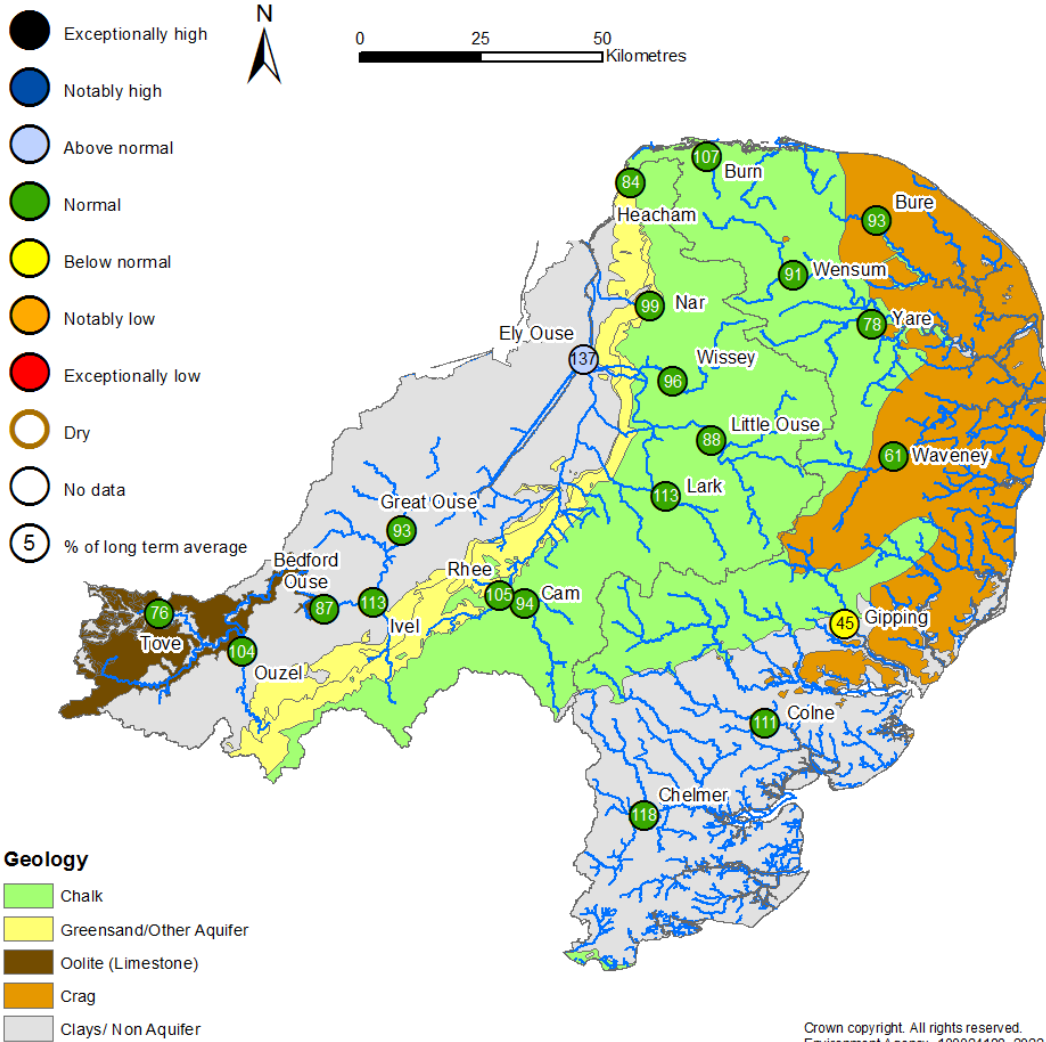 Exceptionally high
Notably high
Above normal
Normal
Below normal
Notably low
Exceptionally low
Dry
No data
5 % of long term average
N
0 25 50
Kilometres
107
Burn
84
Heacham
93
Bure
91
Wensum
99
Nar
78
Yare
Ely Ouse
137
Wissey
96
Little Ouse
88
61
Waveney
Lark
113
Great Ouse
93
Bedford
Ouse
87
113
Ivel
Rhee
105
94
Cam
76
Tove
104
Ouzel
45
Gipping
111
Colne
Chelmer
118
Geology
Chalk
Greensand/Other Aquifer
Oolite (Limestone)
Crag
Clays/ Non Aquifer
Crown copyright. All rights reserved.
Environment Agency,